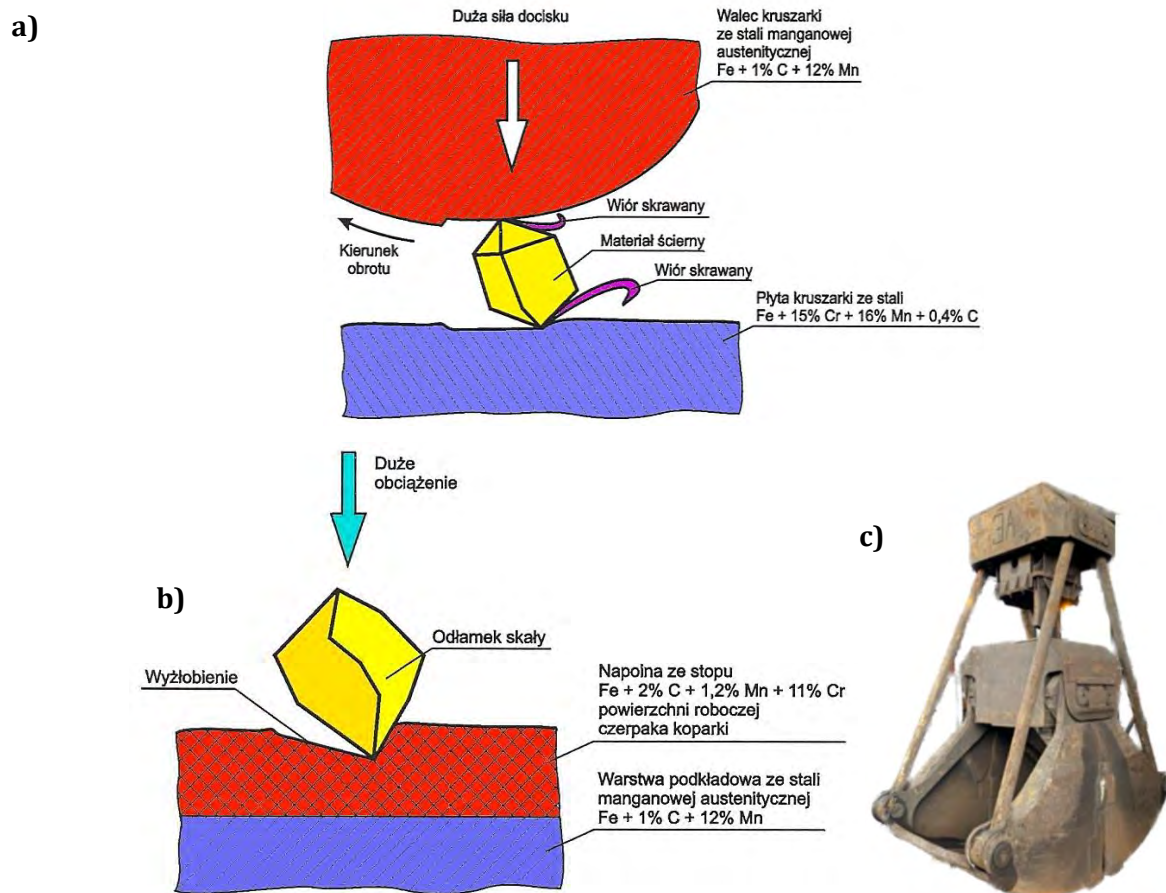 a)
Duża siła docisku
Walec kruszarki
ze stali manganowej
austenitycznej
Fe + 1% C + 12% Mn
Wiór skrawany
Materiał ścierny
Kierunek
obrotu
Wiór skrawany
Płyta kruszarki ze stali
Fe + 15% Cr + 16% Mn + 0,4% C
Duże
obciążenie
b)
c)
Odłamek skały
Wyżłobienie
Napoina ze stopu
Fe + 2% C + 1,2% Mn + 11% Cr
powierzchni roboczej
czerpaka koparki
Warstwa podkładowa ze stali
manganowej austenitycznej
Fe + 1% C + 12% Mn